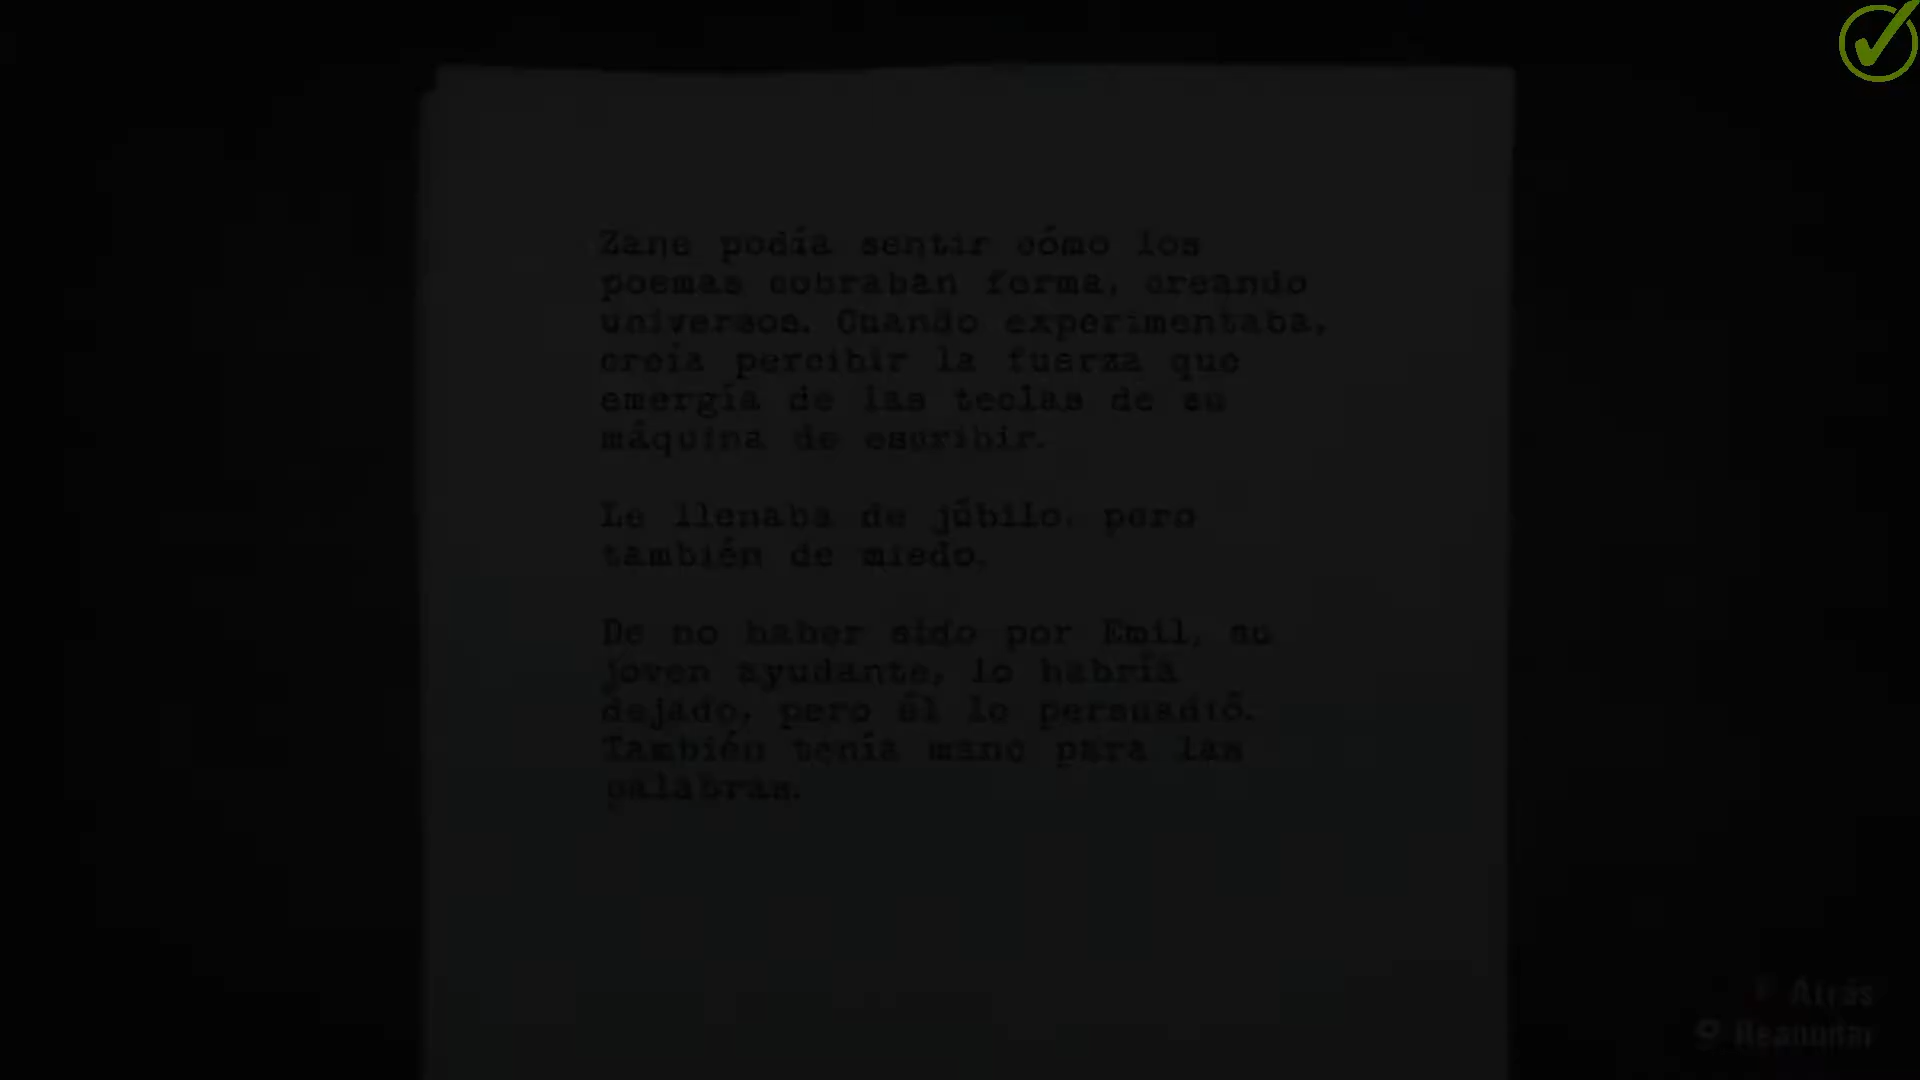 Zane podía sentir cómo los
poemas cobraban forma, creando
universos. Cuando experimentaba,
creía percibir la fuerza que
emergía de las teclas de su
máquina de escribir.
Le llenaba de júbilo, pero
también de miedo.
De no haber sido por Emil, su
joven ayudante, lo habría
dejado, pero él lo persuadió.
También tenía mano para las
palabras.
Atrás
Reanudar